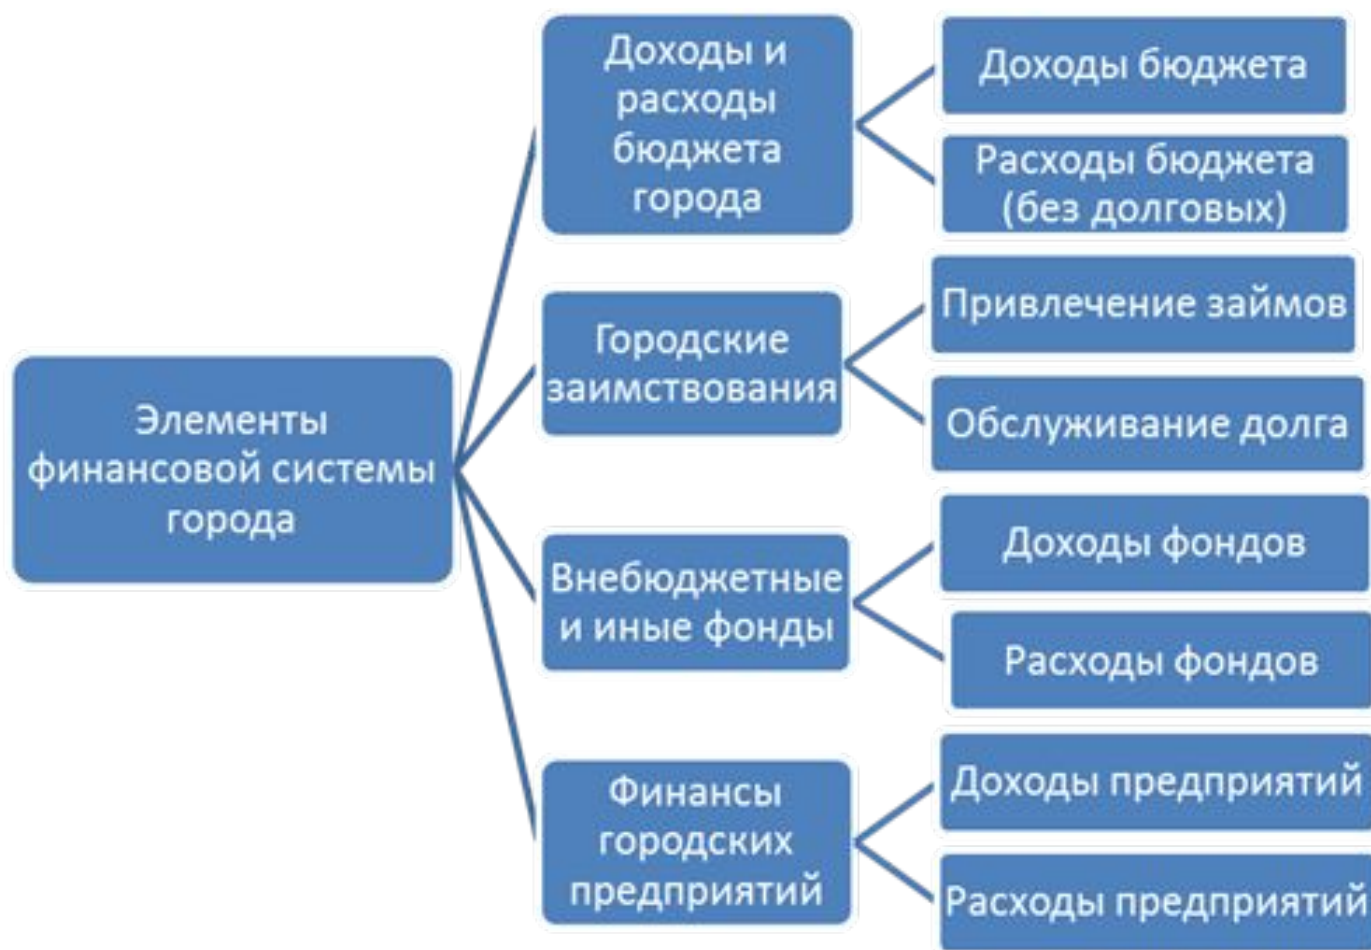 Элементы
финансовой системы
города
Доходы и
расходы
бюджета
города
Доходы бюджета
Расходы бюджета
(без долговых)
Городские
заимствования
Привлечение займов
Обслуживание долга
Внебюджетные
и иные фонды
Доходы фондов
Расходы фондов
Финансы
городских
предприятий
Доходы предприятий
Расходы предприятий